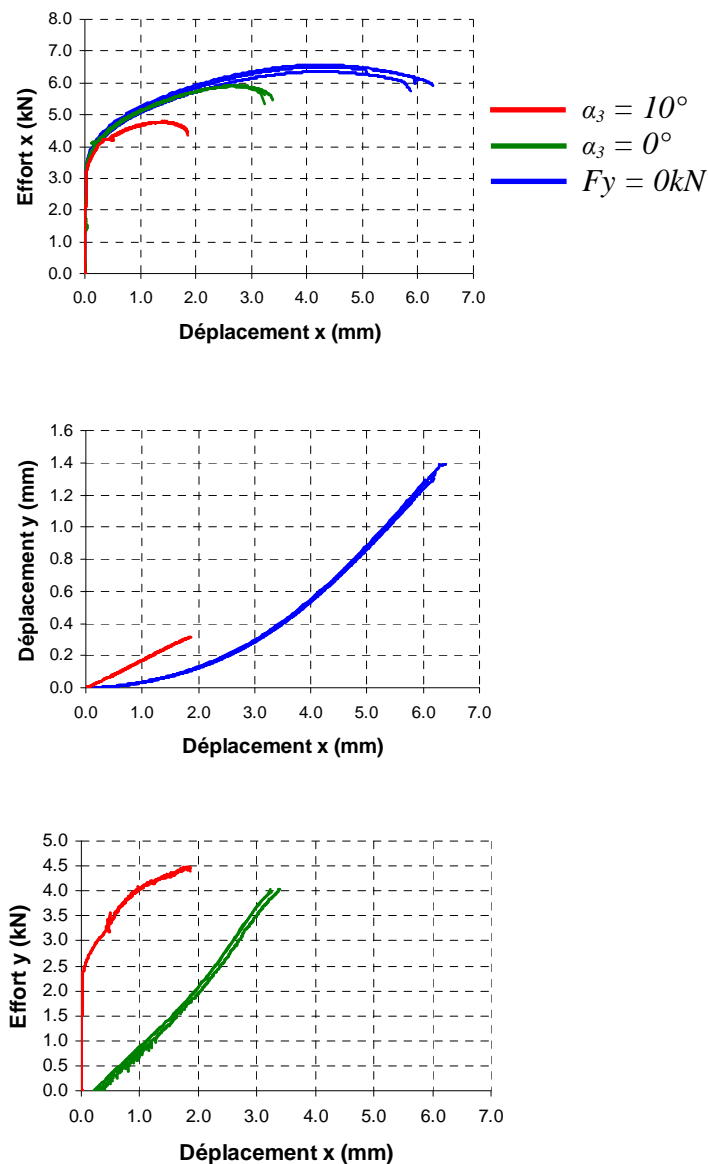 8.0
7.0
6.0
5.0
4.0
3.0
2.0
1.0
0.0
Effort x (kN)
0.0 1.0 2.0 3.0 4.0 5.0 6.0 7.0
Déplacement x (mm)
α3 = 10°
α3 = 0°
Fy = 0kN
1.6
1.4
1.2
1.0
0.8
0.6
0.4
0.2
0.0
Déplacement y (mm)
0.0 1.0 2.0 3.0 4.0 5.0 6.0 7.0
Déplacement x (mm)
5.0
4.5
4.0
3.5
3.0
2.5
2.0
1.5
1.0
0.5
0.0
Effort y (kN)
0.0 1.0 2.0 3.0 4.0 5.0 6.0 7.0
Déplacement x (mm)